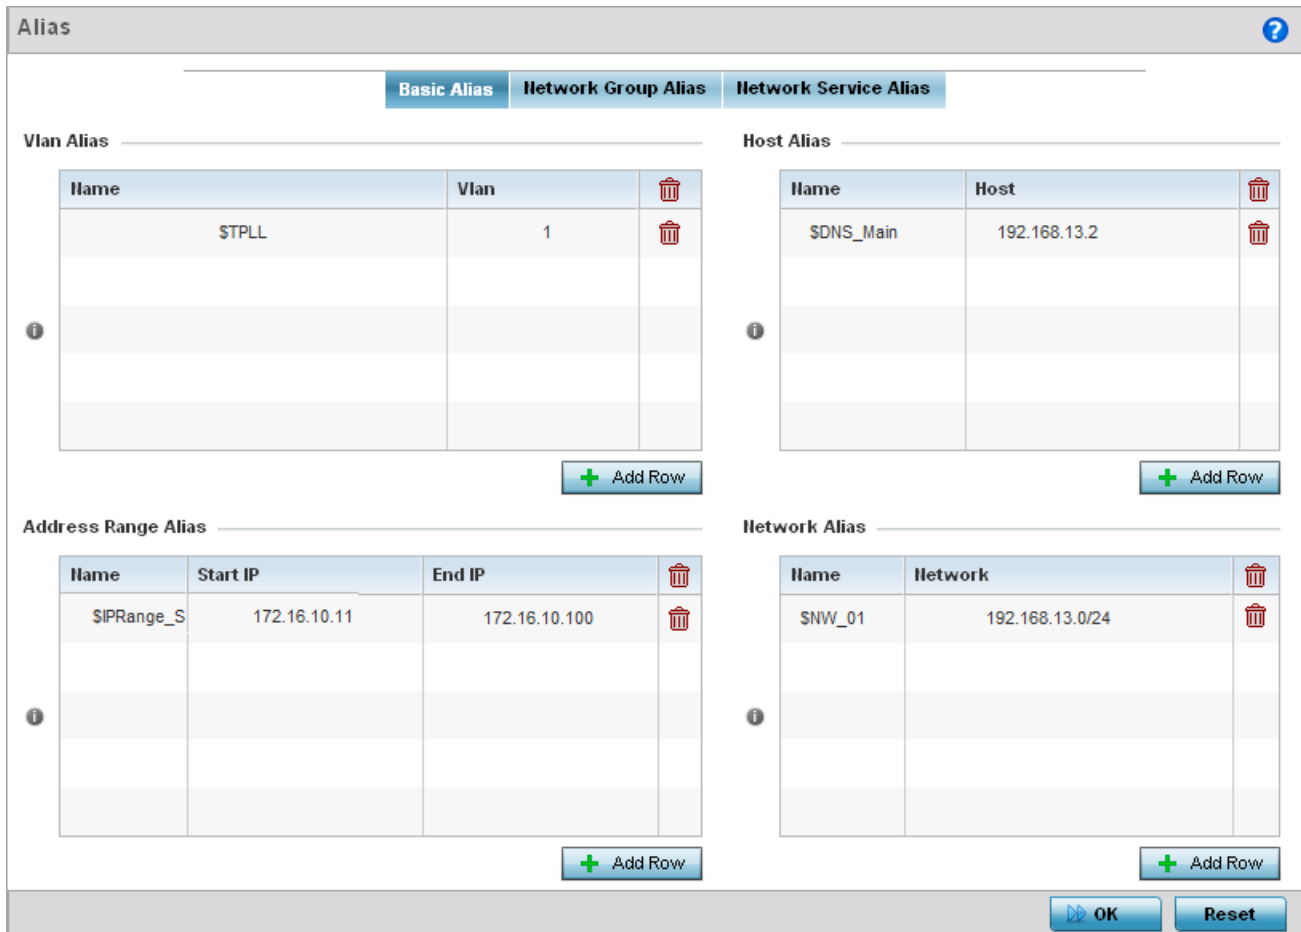 Alias
Basic Alias Network Group Alias Network Service Alias
Vlan Alias
Name Vlan
$TPLL 1
Add Row
Host Alias
Name Host
$DNS_Main 192.168.13.2
Add Row
Address Range Alias
Name Start IP End IP
$IPRange_S 172.16.10.11 172.16.10.100
Add Row
Network Alias
Name Network
$NW_01 192.168.13.0/24
Add Row
OK Reset